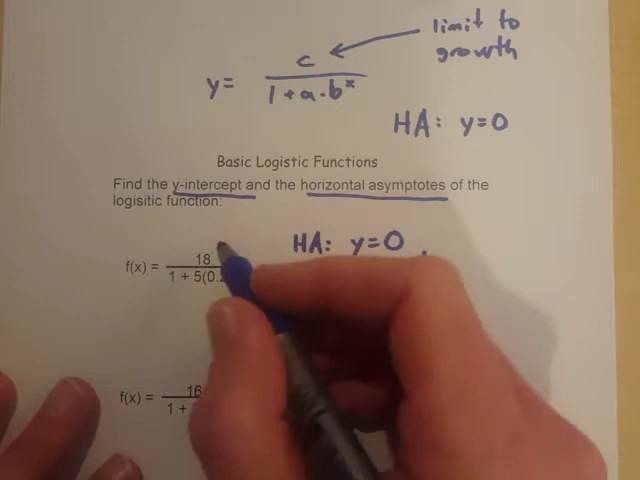 limit to
growth
y = c / 1 + a · b^x
HA: y=0
Basic Logistic Functions
Find the y-intercept and the horizontal asymptotes of the
logisitic function:
HA: y=0
f(x) = 18 / 1 + 5(0.
f(x) = 16 / 1 +